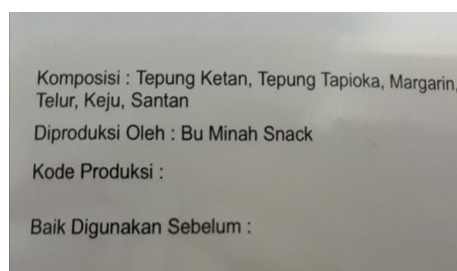 Komposisi : Tepung Ketan, Tepung Tapioka, Margarin,
Telur, Keju, Santan
Diproduksi Oleh : Bu Minah Snack
Kode Produksi :
Baik Digunakan Sebelum :